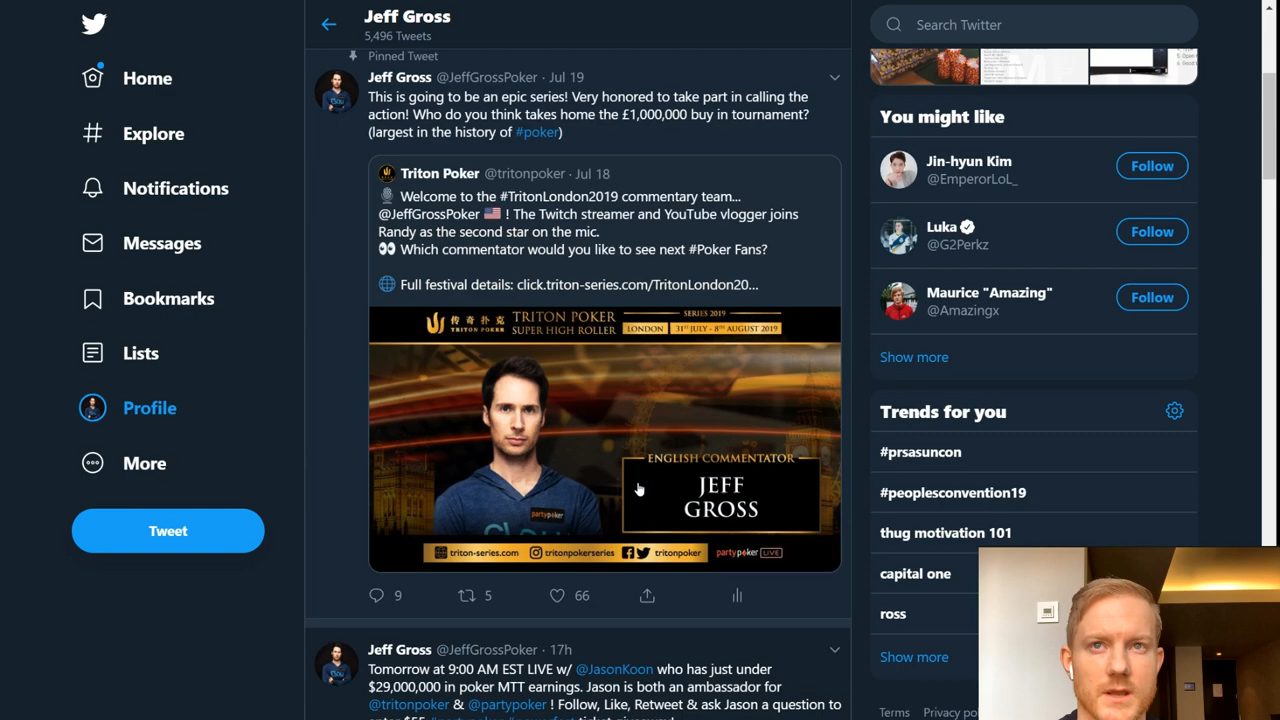 Home
Explore
Notifications
Messages
Bookmarks
Lists
Profile
More
Tweet
Jeff Gross
5,496 Tweets
Pinned Tweet
Jeff Gross @JeffGrossPoker · Jul 19
This is going to be an epic series! Very honored to take part in calling the
action! Who do you think takes home the £1,000,000 buy in tournament?
(largest in the history of #poker)
Triton Poker @tritonpoker · Jul 18
Welcome to the #TritonLondon2019 commentary team...
@JeffGrossPoker ! The Twitch streamer and YouTube vlogger joins
Randy as the second star on the mic.
Which commentator would you like to see next #Poker Fans?
Full festival details: click.triton-series.com/TritonLondon20...
传奇扑克
TRITON POKER
TRITON POKER
SUPER HIGH ROLLER
SERIES 2019
LONDON 31ST JULY - 8TH AUGUST 2019
partypoker
ENGLISH COMMENTATOR
JEFF
GROSS
triton-series.com tritonpokerseries tritonpoker partypoker LIVE
9 5 66
Jeff Gross @JeffGrossPoker · 17h
Tomorrow at 9:00 AM EST LIVE w/ @JasonKoon who has just under
$29,000,000 in poker MTT earnings. Jason is both an ambassador for
@tritonpoker & @partypoker ! Follow, Like, Retweet & ask Jason a question to
Search Twitter
You might like
Jin-hyun Kim
@EmperorLoL_
Follow
Luka
@G2Perkz
Follow
Maurice "Amazing"
@Amazingx
Follow
Show more
Trends for you
#prsasuncon
#peoplesconvention19
thug motivation 101
capital one
ross
Show more
Terms